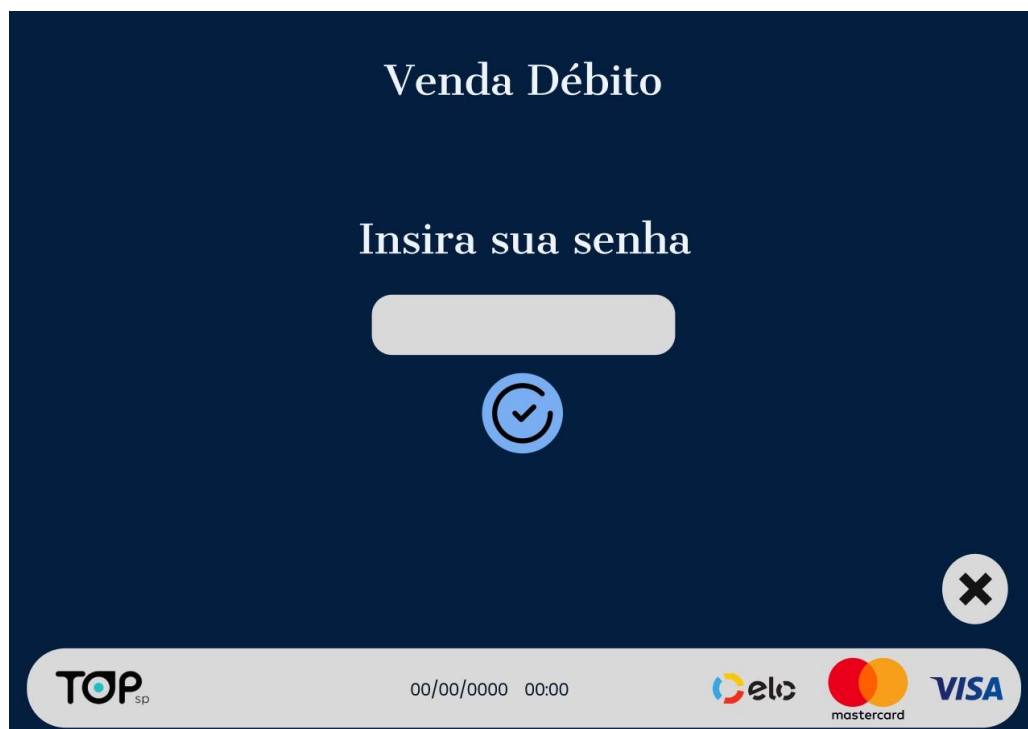 Venda Débito
Insira sua senha
TOP sp
00/00/0000 00:00
elo
mastercard
VISA